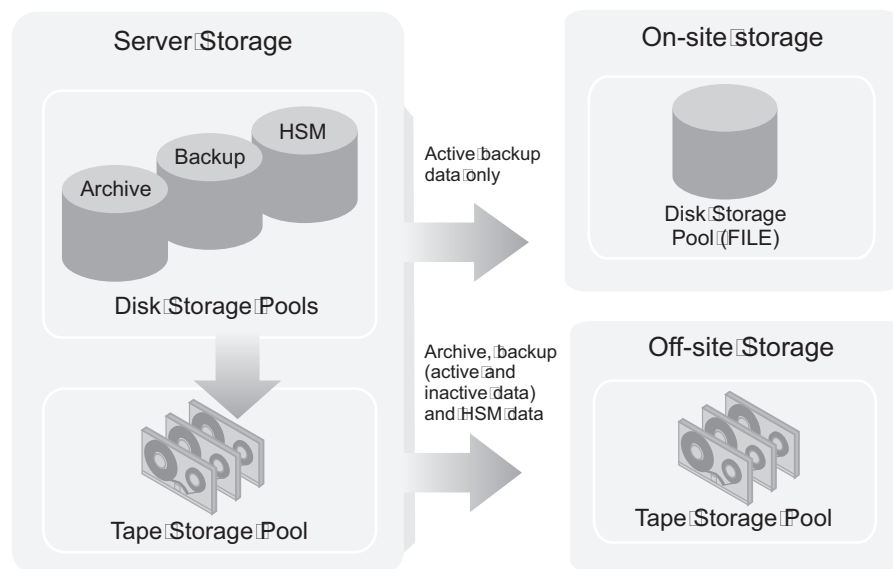 Server Storage
HSM
Backup
Archive
Disk Storage Pools
Tape Storage Pool
Active backup
data only
Archive, backup
(active and
inactive data)
and HSM data
On-site storage
Disk Storage
Pool (FILE)
Off-site Storage
Tape Storage Pool